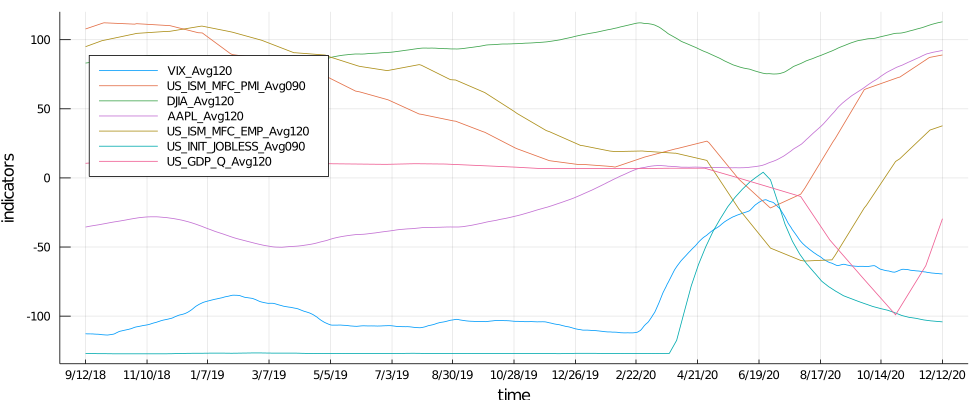 100
50
0
-50
-100
indicators
VIX_Avg120
US_ISM_MFC_PMI_Avg090
DJIA_Avg120
AAPL_Avg120
US_ISM_MFC_EMP_Avg120
US_INIT_JOBLESS_Avg090
US_GDP_Q_Avg120
9/12/18 11/10/18 1/7/19 3/7/19 5/5/19 7/3/19 8/30/19 10/28/19 12/26/19 2/22/20 4/21/20 6/19/20 8/17/20 10/14/20 12/12/20
time